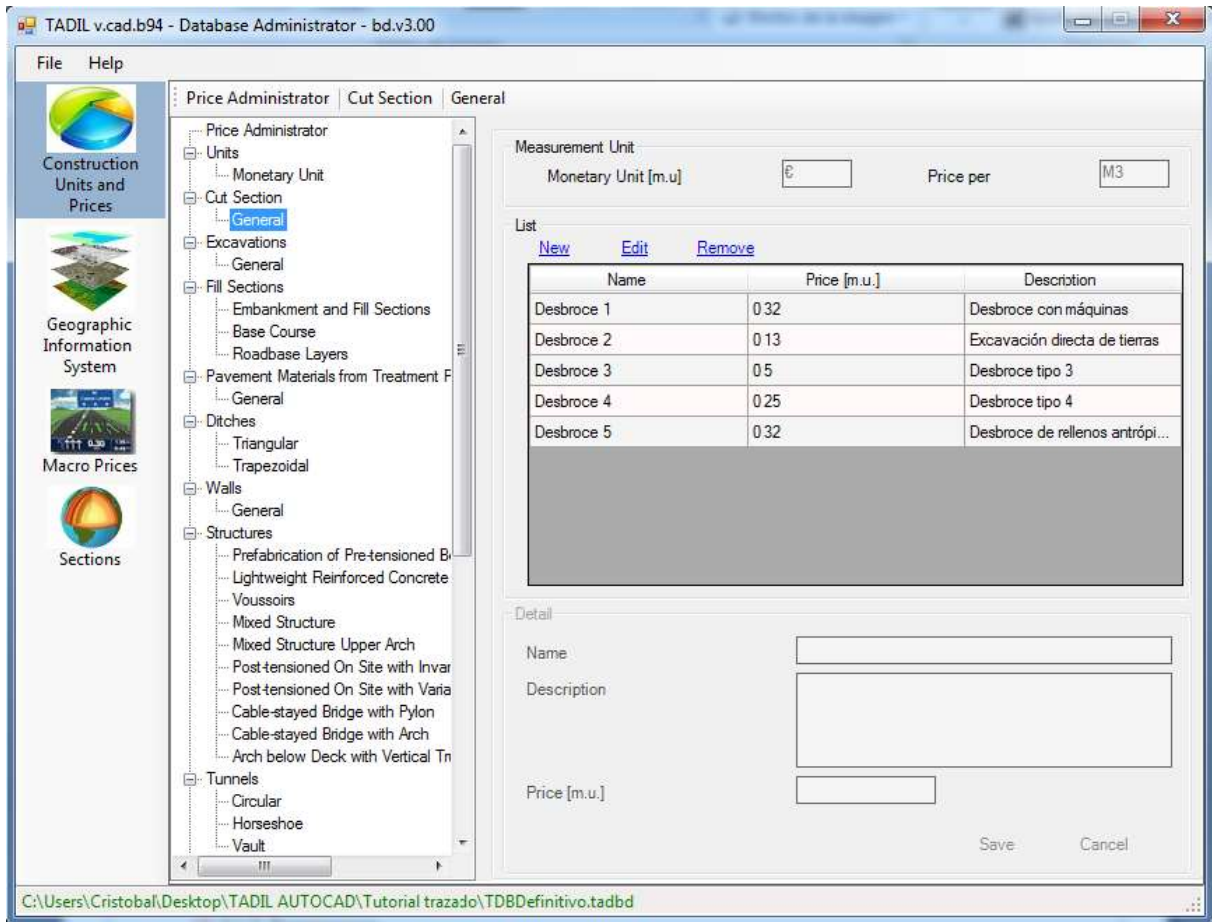 TADIL v.cad.b94 - Database Administrator - bd.v3.00
File Help
Construction
Units and
Prices
Geographic
Information
System
Macro Prices
Sections
Price Administrator Cut Section General
Price Administrator
Units
Monetary Unit
Cut Section
General
Excavations
General
Fill Sections
Embankment and Fill Sections
Base Course
Roadbase Layers
Pavement Materials from Treatment P
General
Ditches
Triangular
Trapezoidal
Walls
General
Structures
Prefabrication of Pre-tensioned Be
Lightweight Reinforced Concrete
Voussoirs
Mixed Structure
Mixed Structure Upper Arch
Post-tensioned On Site with Invar
Post-tensioned On Site with Varia
Cable-stayed Bridge with Pylon
Cable-stayed Bridge with Arch
Arch below Deck with Vertical Tru
Tunnels
Circular
Horseshoe
Vault
Measurement Unit
Monetary Unit [m.u] € Price per M3
List
New Edit Remove
Name Price [m.u.] Description
Desbroce 1 0 32 Desbroce con máquinas
Desbroce 2 0 13 Excavación directa de tierras
Desbroce 3 0 5 Desbroce tipo 3
Desbroce 4 0 25 Desbroce tipo 4
Desbroce 5 0 32 Desbroce de rellenos antrópi...
Detail
Name
Description
Price [m.u.]
Save Cancel
C:\Users\Cristobal\Desktop\TADIL AUTOCAD\Tutorial trazado\TDBDefinitivo.tadbd